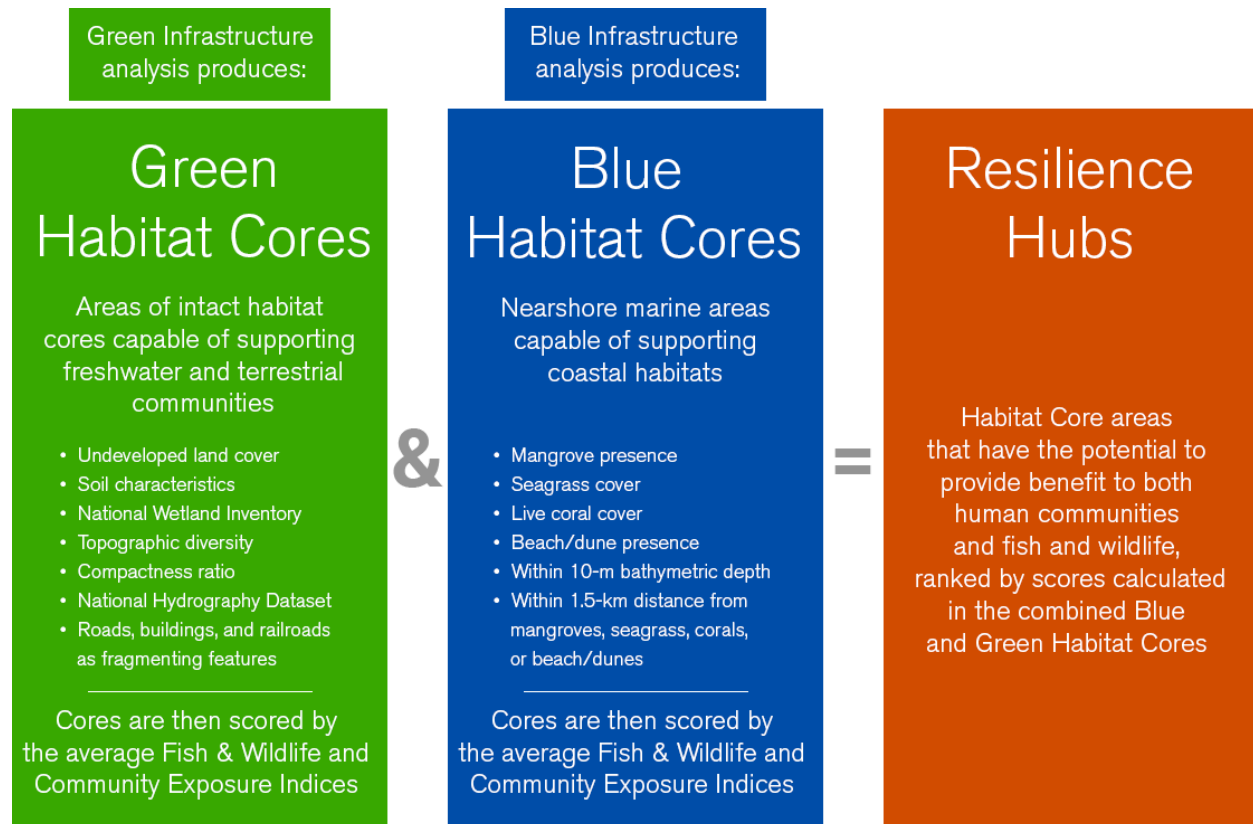 Green Infrastructure
analysis produces:
Green
Habitat Cores
Areas of intact habitat
cores capable of supporting
freshwater and terrestrial
communities
• Undeveloped land cover
• Soil characteristics
• National Wetland Inventory
• Topographic diversity
• Compactness ratio
• National Hydrography Dataset
• Roads, buildings, and railroads
as fragmenting features
Cores are then scored by
the average Fish & Wildlife and
Community Exposure Indices
&
Blue Infrastructure
analysis produces:
Blue
Habitat Cores
Nearshore marine areas
capable of supporting
coastal habitats
• Mangrove presence
• Seagrass cover
• Live coral cover
• Beach/dune presence
• Within 10-m bathymetric depth
• Within 1.5-km distance from
mangroves, seagrass, corals,
or beach/dunes
Cores are then scored by
the average Fish & Wildlife and
Community Exposure Indices
=
Resilience
Hubs
Habitat Core areas
that have the potential to
provide benefit to both
human communities
and fish and wildlife,
ranked by scores calculated
in the combined Blue
and Green Habitat Cores